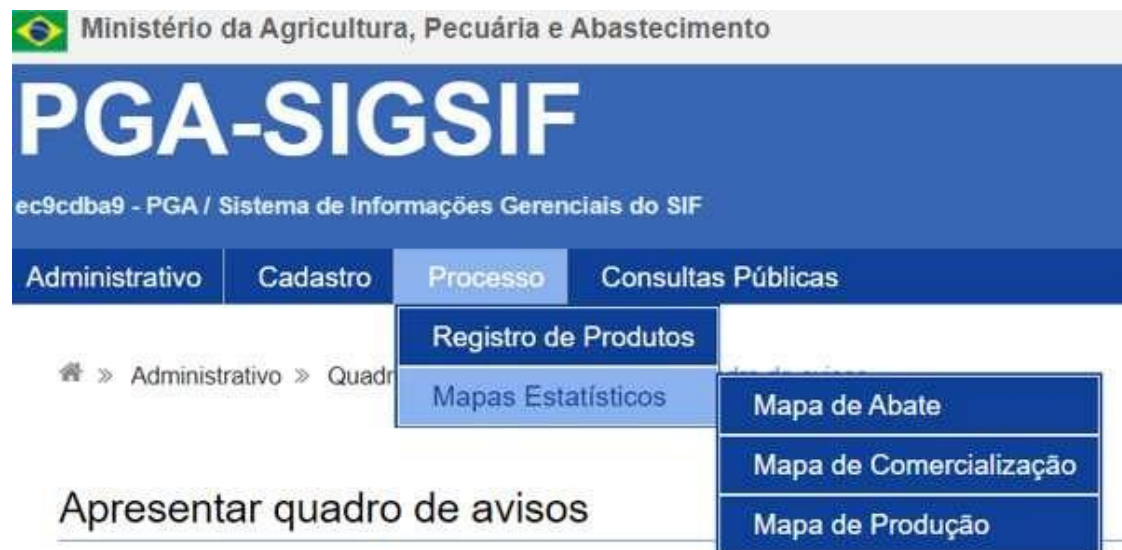 Ministério da Agricultura, Pecuária e Abastecimento
PGA-SIGSIF
ec9cdba9 - PGA / Sistema de Informações Gerenciais do SIF
Administrativo Cadastro Processo Consultas Públicas
Registro de Produtos
» Administrativo » Quadr de avisos
Mapas Estatísticos
Mapa de Abate
Mapa de Comercialização
Apresentar quadro de avisos
Mapa de Produção